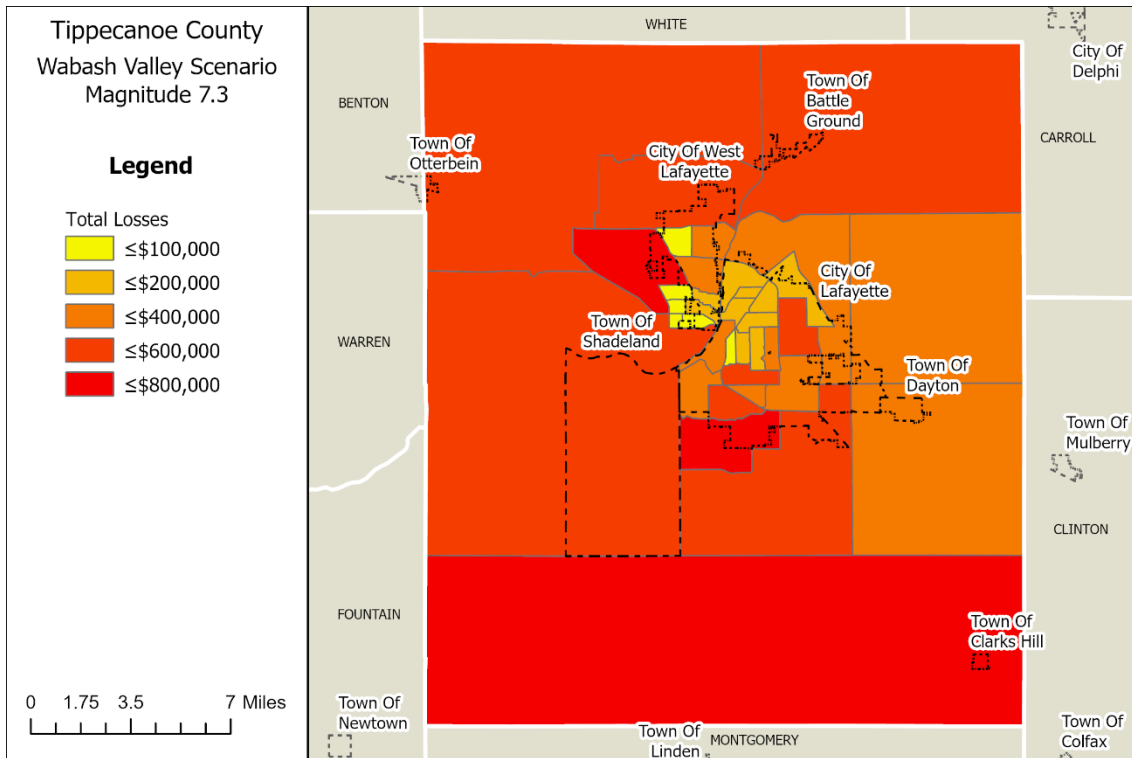 Tippecanoe County
Wabash Valley Scenario
Magnitude 7.3
Legend
Total Losses
≤$100,000
≤$200,000
≤$400,000
≤$600,000
≤$800,000
0 1.75 3.5 7 Miles
WHITE
City Of
Delphi
BENTON
Town Of
Battle
Ground
CARROLL
Town Of
Otterbein
City Of West
Lafayette
City Of
Lafayette
WARREN
Town Of
Shadeland
Town Of
Dayton
Town Of
Mulberry
CLINTON
FOUNTAIN
Town Of
Clarks Hill
Town Of
Newtown
Town Of
Linden
MONTGOMERY
Town Of
Colfax